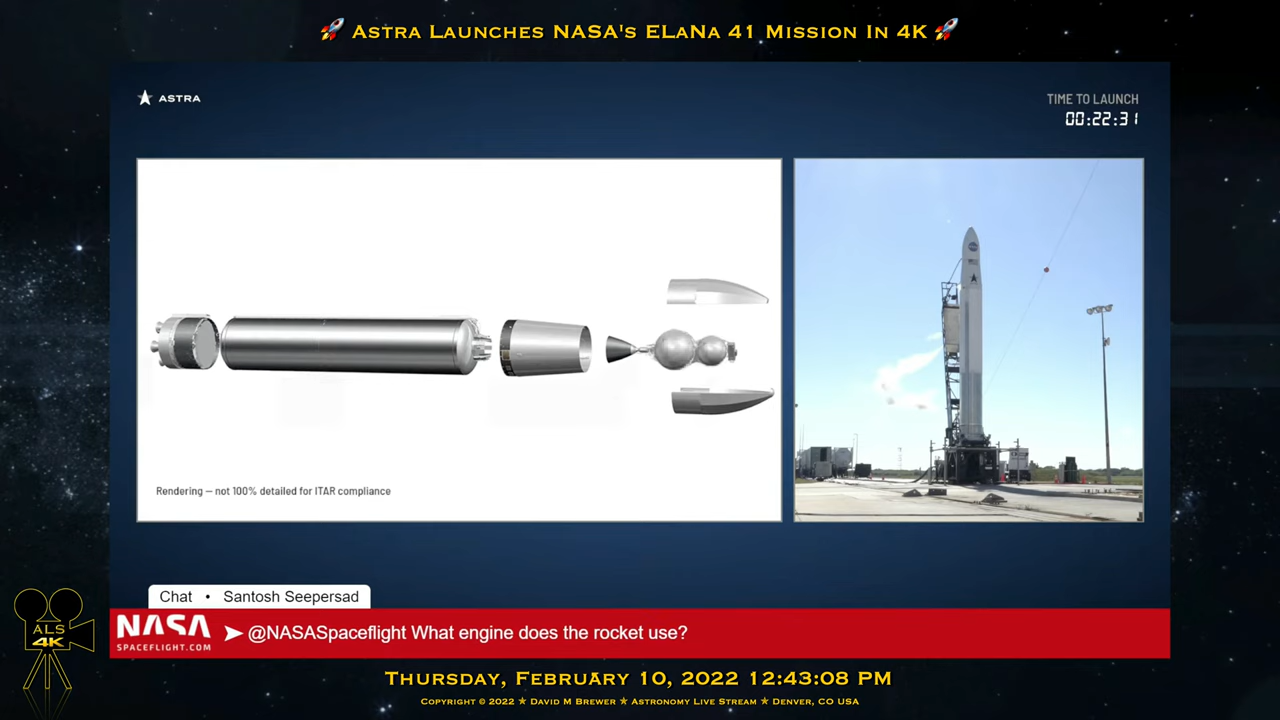 🚀 Astra Launches NASA's ELaNa 41 Mission In 4K 🚀
ASTRA
TIME TO LAUNCH
00:22:31
Rendering — not 100% detailed for ITAR compliance
Chat • Santosh Seepersad
NASA
SPACEFLIGHT.COM
➤ @NASASpaceflight What engine does the rocket use?
ALS
4K
Thursday, February 10, 2022 12:43:08 PM
Copyright © 2022 ★ David M Brewer ★ Astronomy Live Stream ★ Denver, CO USA